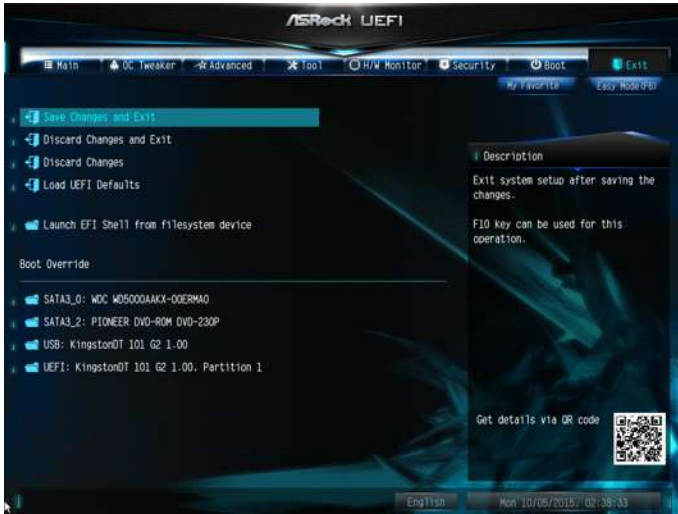 ASRock UEFI
Main OC Tweaker Advanced Tool H/W Monitor Security Boot Exit
My Favorite Easy Mode(F6)
Save Changes and Exit
Discard Changes and Exit
Discard Changes
Load UEFI Defaults
Launch EFI Shell from filesystem device
Boot Override
SATA3_0: WDC WD5000AAKX-00ERMA0
SATA3_2: PIONEER DVD-ROM DVD-230P
USB: KingstonDT 101 G2 1.00
UEFI: KingstonDT 101 G2 1.00, Partition 1
Description
Exit system setup after saving the
changes.
F10 key can be used for this
operation.
Get details via QR code
English Mon 10/05/2015, 02:38:33